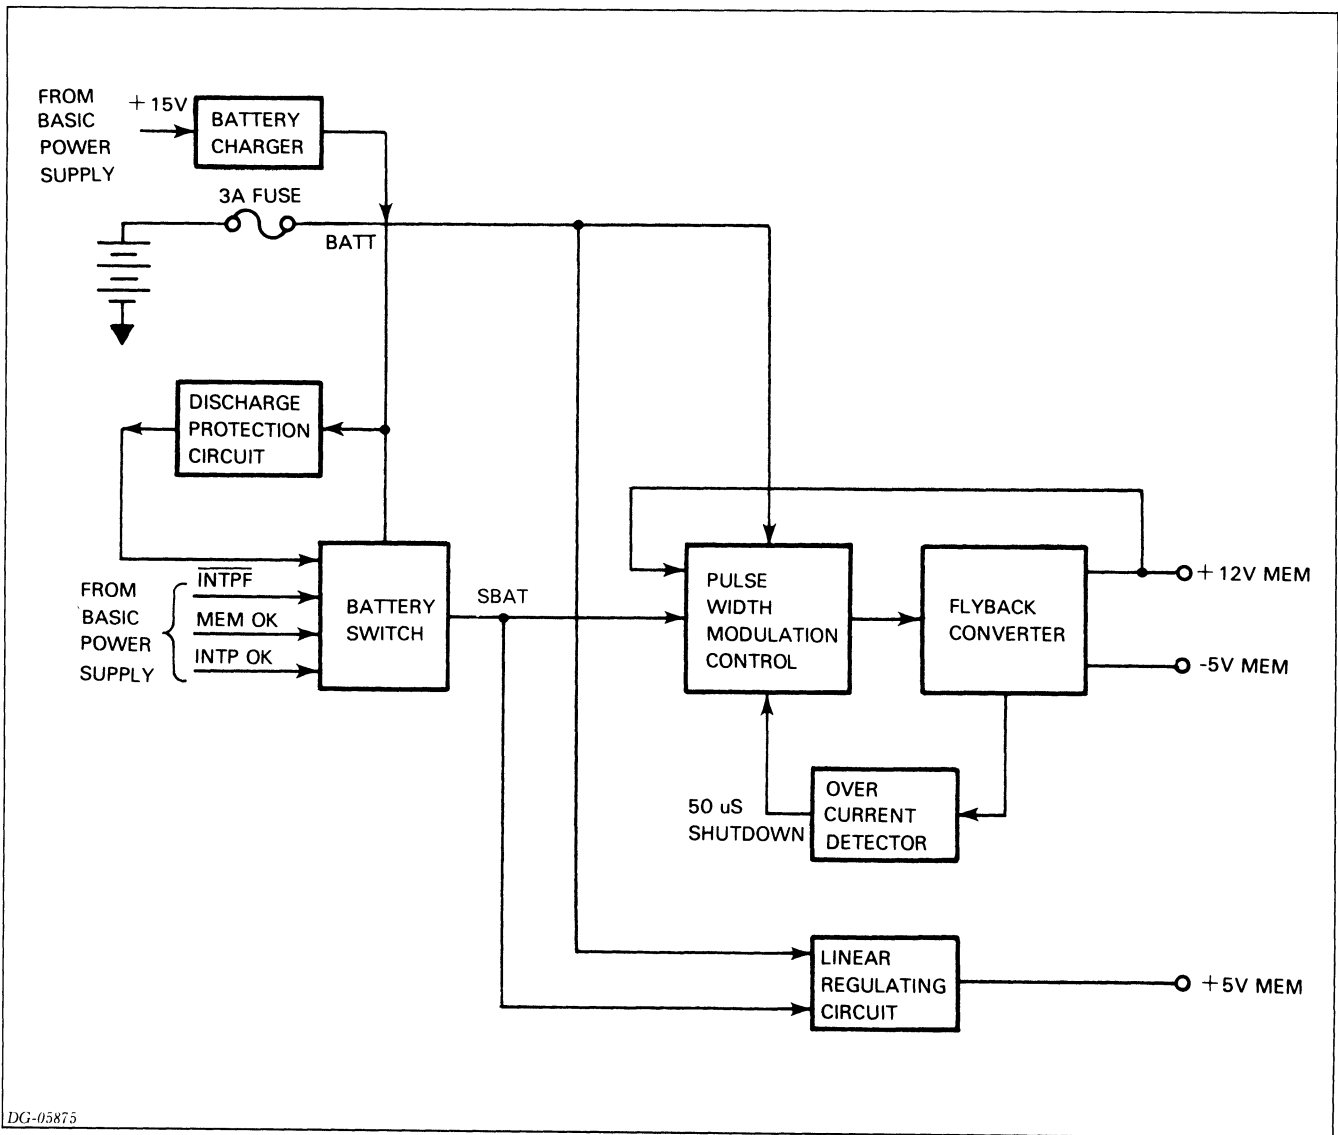 FROM
BASIC
POWER
SUPPLY
+ 15V
BATTERY
CHARGER
3A FUSE
BATT
DISCHARGE
PROTECTION
CIRCUIT
FROM
BASIC
POWER
SUPPLY
INTPF
MEM OK
INTP OK
BATTERY
SWITCH
SBAT
PULSE
WIDTH
MODULATION
CONTROL
FLYBACK
CONVERTER
+ 12V MEM
-5V MEM
50 uS
SHUTDOWN
OVER
CURRENT
DETECTOR
LINEAR
REGULATING
CIRCUIT
+5V MEM
DG-05875